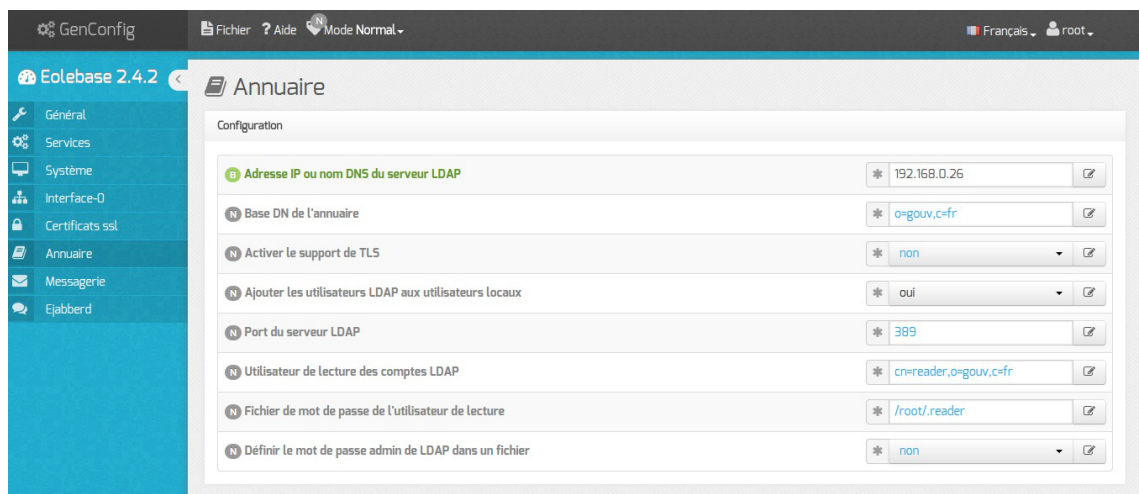 GenConfig
Fichier ? Aide N Mode Normal
Français root
Eolebase 2.4.2
Général
Services
Système
Interface-0
Certificats ssl
Annuaire
Messagerie
Ejabberd
Annuaire
Configuration
B Adresse IP ou nom DNS du serveur LDAP 192.168.0.26
N Base DN de l'annuaire o=gouv,c=fr
N Activer le support de TLS non
N Ajouter les utilisateurs LDAP aux utilisateurs locaux oui
N Port du serveur LDAP 389
N Utilisateur de lecture des comptes LDAP cn=reader,o=gouv,c=fr
N Fichier de mot de passe de l'utilisateur de lecture /root/.reader
N Définir le mot de passe admin de LDAP dans un fichier non